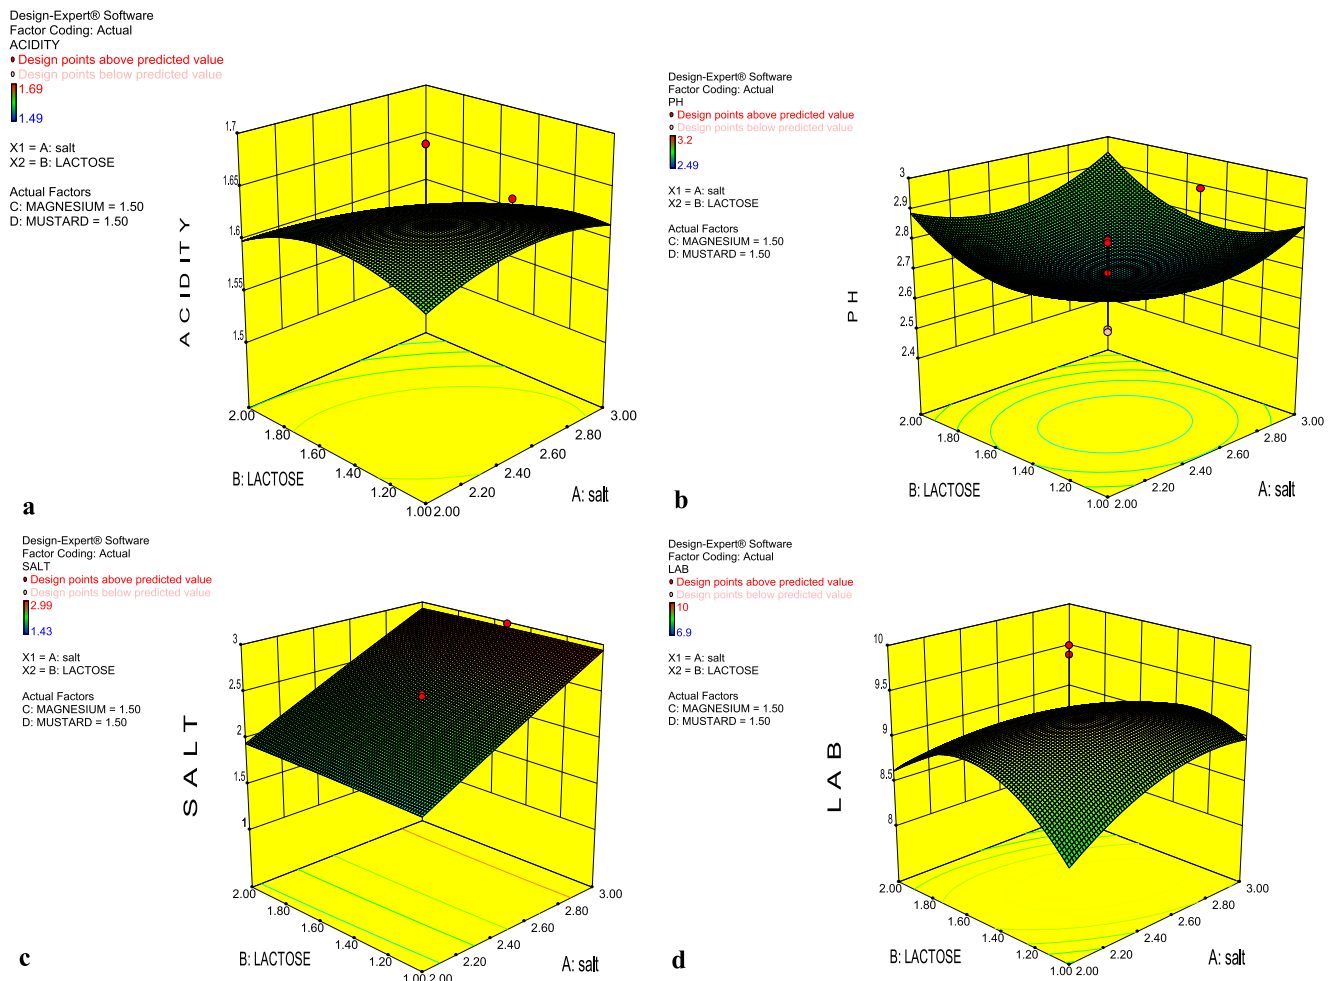 Design-Expert® Software
Factor Coding: Actual
ACIDITY
Design points above predicted value
Design points below predicted value
1.69
1.49
X1 = A: salt
X2 = B: LACTOSE
Actual Factors
C: MAGNESIUM = 1.50
D: MUSTARD = 1.50
ACIDITY
1.7
1.65
1.6
1.55
1.5
2.00
1.80
1.60
1.40
1.20
1.00
2.00
2.20
2.40
2.60
2.80
3.00
B: LACTOSE
A: salt
a
Design-Expert® Software
Factor Coding: Actual
PH
Design points above predicted value
Design points below predicted value
3.2
2.49
X1 = A: salt
X2 = B: LACTOSE
Actual Factors
C: MAGNESIUM = 1.50
D: MUSTARD = 1.50
PH
3
2.9
2.8
2.7
2.6
2.5
2.4
2.00
1.80
1.60
1.40
1.20
1.00
2.00
2.20
2.40
2.60
2.80
3.00
B: LACTOSE
A: salt
b
Design-Expert® Software
Factor Coding: Actual
SALT
Design points above predicted value
Design points below predicted value
2.99
1.43
X1 = A: salt
X2 = B: LACTOSE
Actual Factors
C: MAGNESIUM = 1.50
D: MUSTARD = 1.50
SALT
3
2.5
2
1.5
1
2.00
1.80
1.60
1.40
1.20
1.00
2.00
2.20
2.40
2.60
2.80
3.00
B: LACTOSE
A: salt
c
Design-Expert® Software
Factor Coding: Actual
LAB
Design points above predicted value
Design points below predicted value
10
6.9
X1 = A: salt
X2 = B: LACTOSE
Actual Factors
C: MAGNESIUM = 1.50
D: MUSTARD = 1.50
LAB
10
9.5
9
8.5
8
2.00
1.80
1.60
1.40
1.20
1.00
2.00
2.20
2.40
2.60
2.80
3.00
B: LACTOSE
A: salt
d